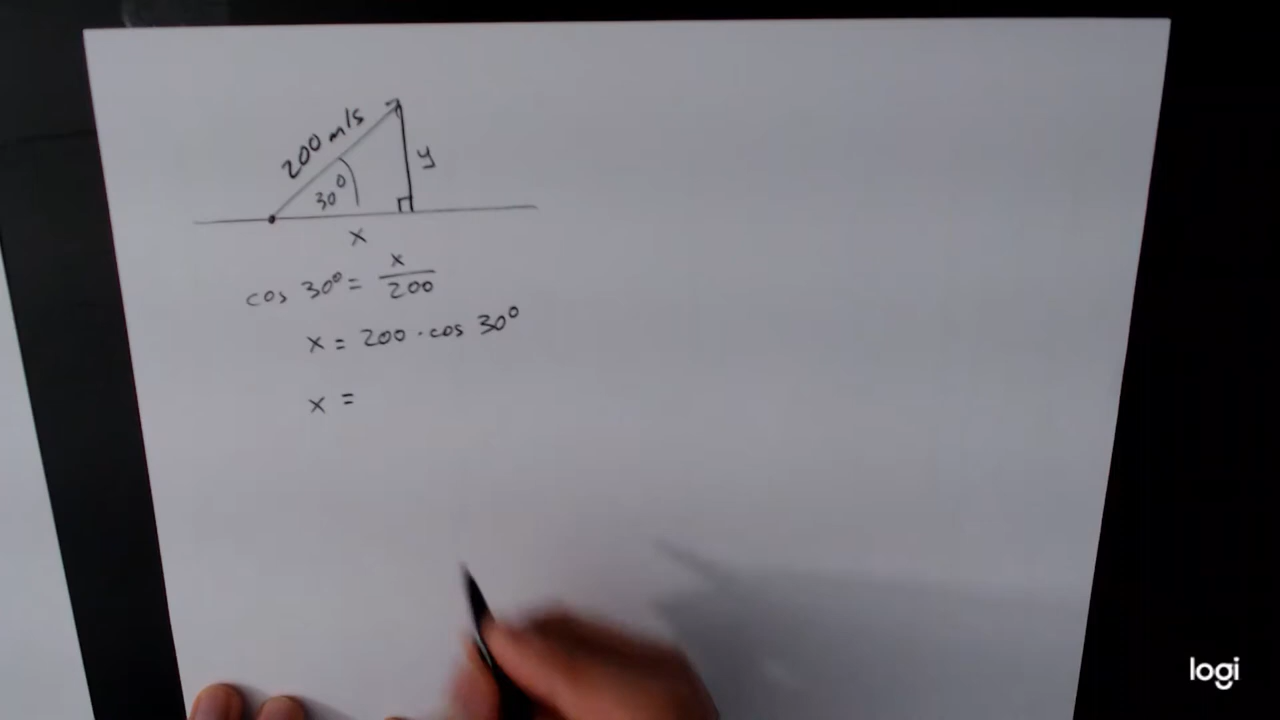 200 m/s
y
30°
x
cos 30° = x/200
x = 200 · cos 30°
x =
logi